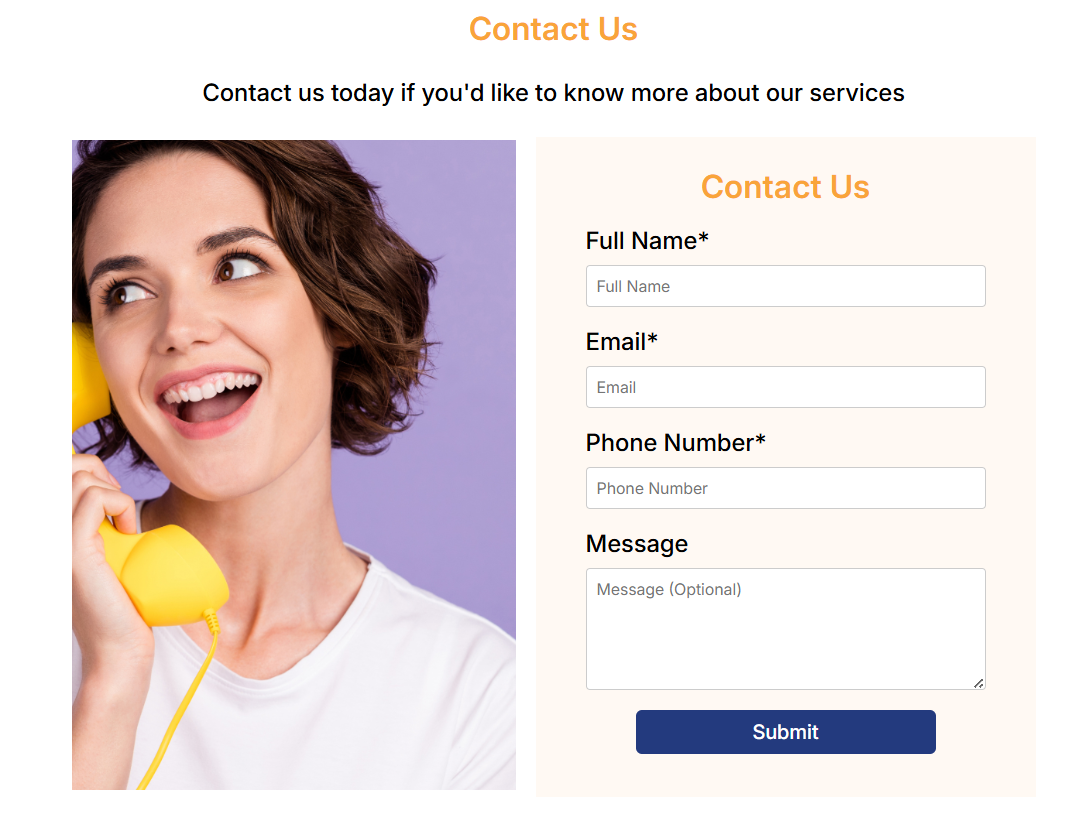 Contact Us
Contact us today if you'd like to know more about our services
Contact Us
Full Name*
Full Name
Email*
Email
Phone Number*
Phone Number
Message
Message (Optional)
Submit